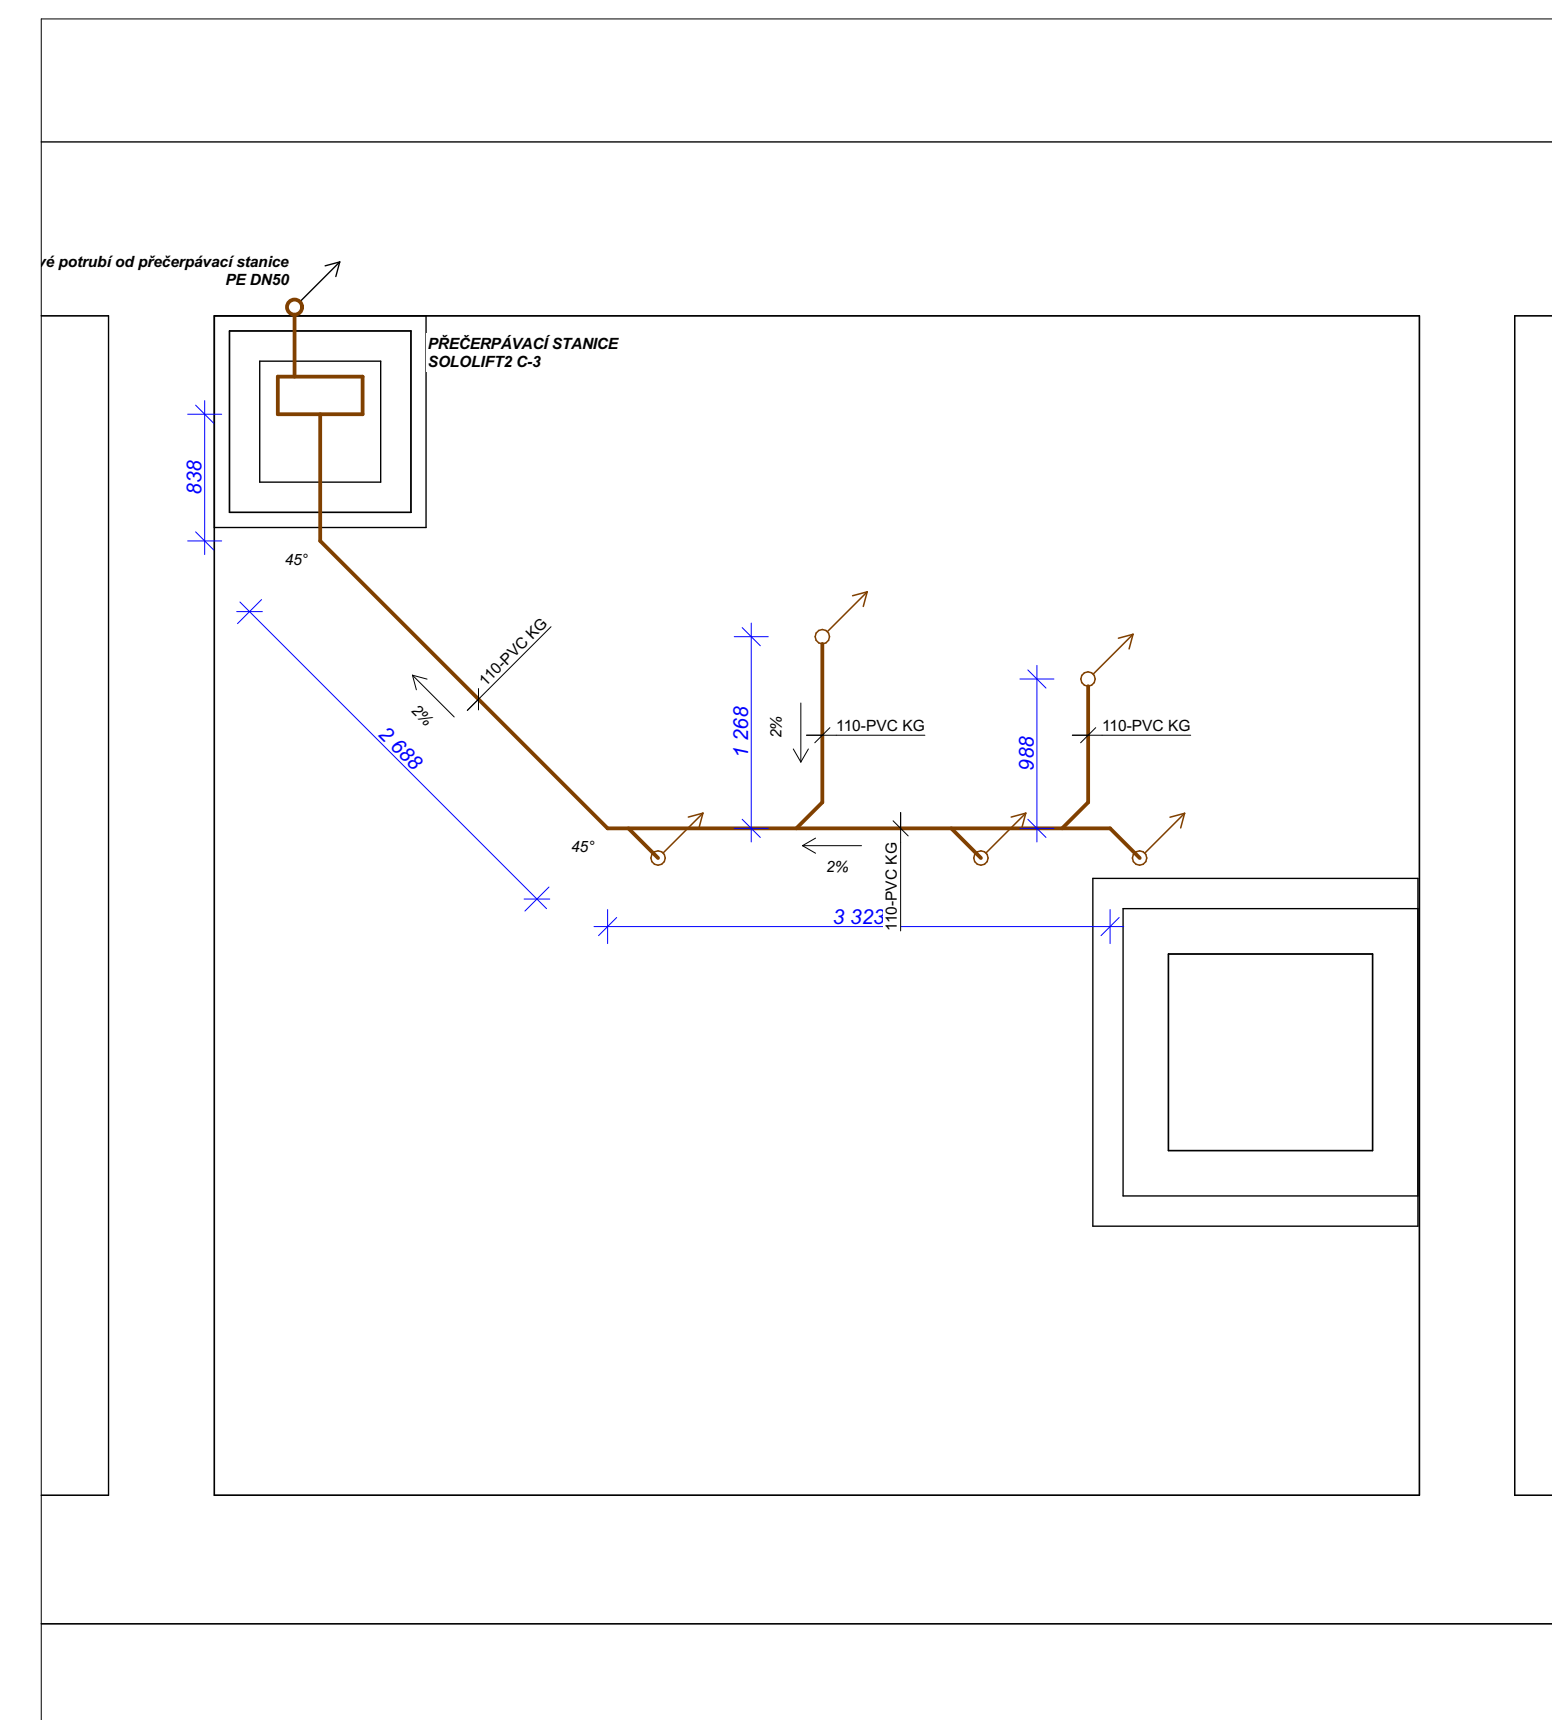 potrubí od přečerpávací stanice
PE DN50
PŘEČERPÁVACÍ STANICE
SOLOLIFT2 C-3
838
45°
110-PVC KG
2%
2 688
1 268
2%
110-PVC KG
988
110-PVC KG
45°
2%
110-PVC KG
3 323